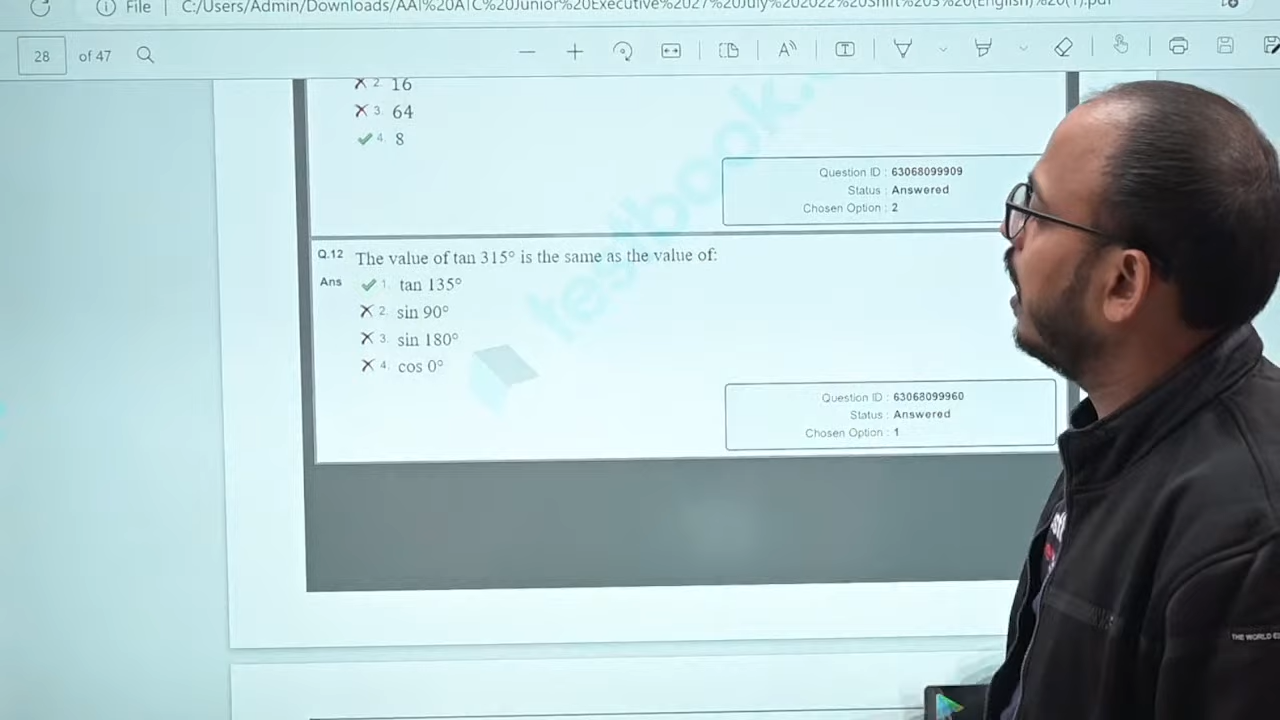 File C:/Users/Admin/Downloads/AAI%20ATC%20Junior%20Executive%2027%20July%202022%20Shift%203%20(English)%20(1).pdf
28 of 47
2. 16
3. 64
4. 8
Question ID : 63068099909
Status : Answered
Chosen Option : 2
Q.12 The value of tan 315° is the same as the value of:
Ans 1. tan 135°
2. sin 90°
3. sin 180°
4. cos 0°
Question ID : 63068099960
Status : Answered
Chosen Option : 1
testbook.
THE WORLD